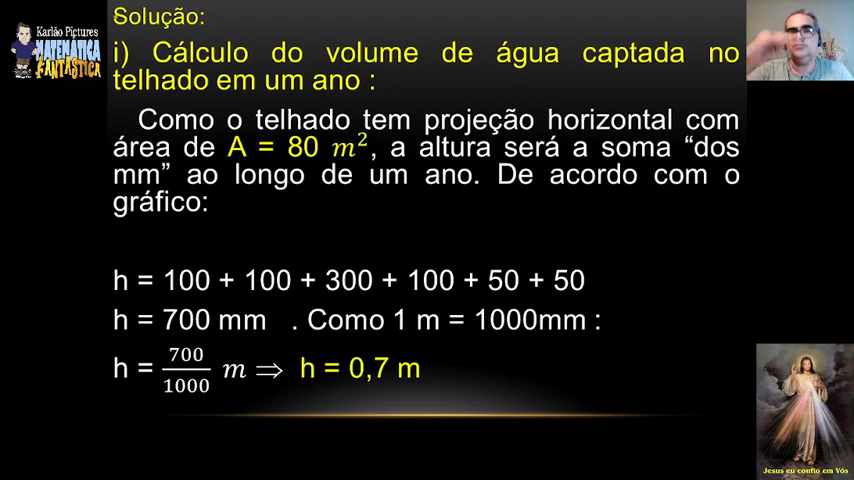 Karlão Pictures
MATEMÁTICA
FANTÁSTICA
Solução:
i) Cálculo do volume de água captada no
telhado em um ano :
Como o telhado tem projeção horizontal com
área de A = 80 m², a altura será a soma “dos
mm” ao longo de um ano. De acordo com o
gráfico:
h = 100 + 100 + 300 + 100 + 50 + 50
h = 700 mm . Como 1 m = 1000mm :
h = 700/1000 m ⇒ h = 0,7 m
Jesus eu confio em Vós